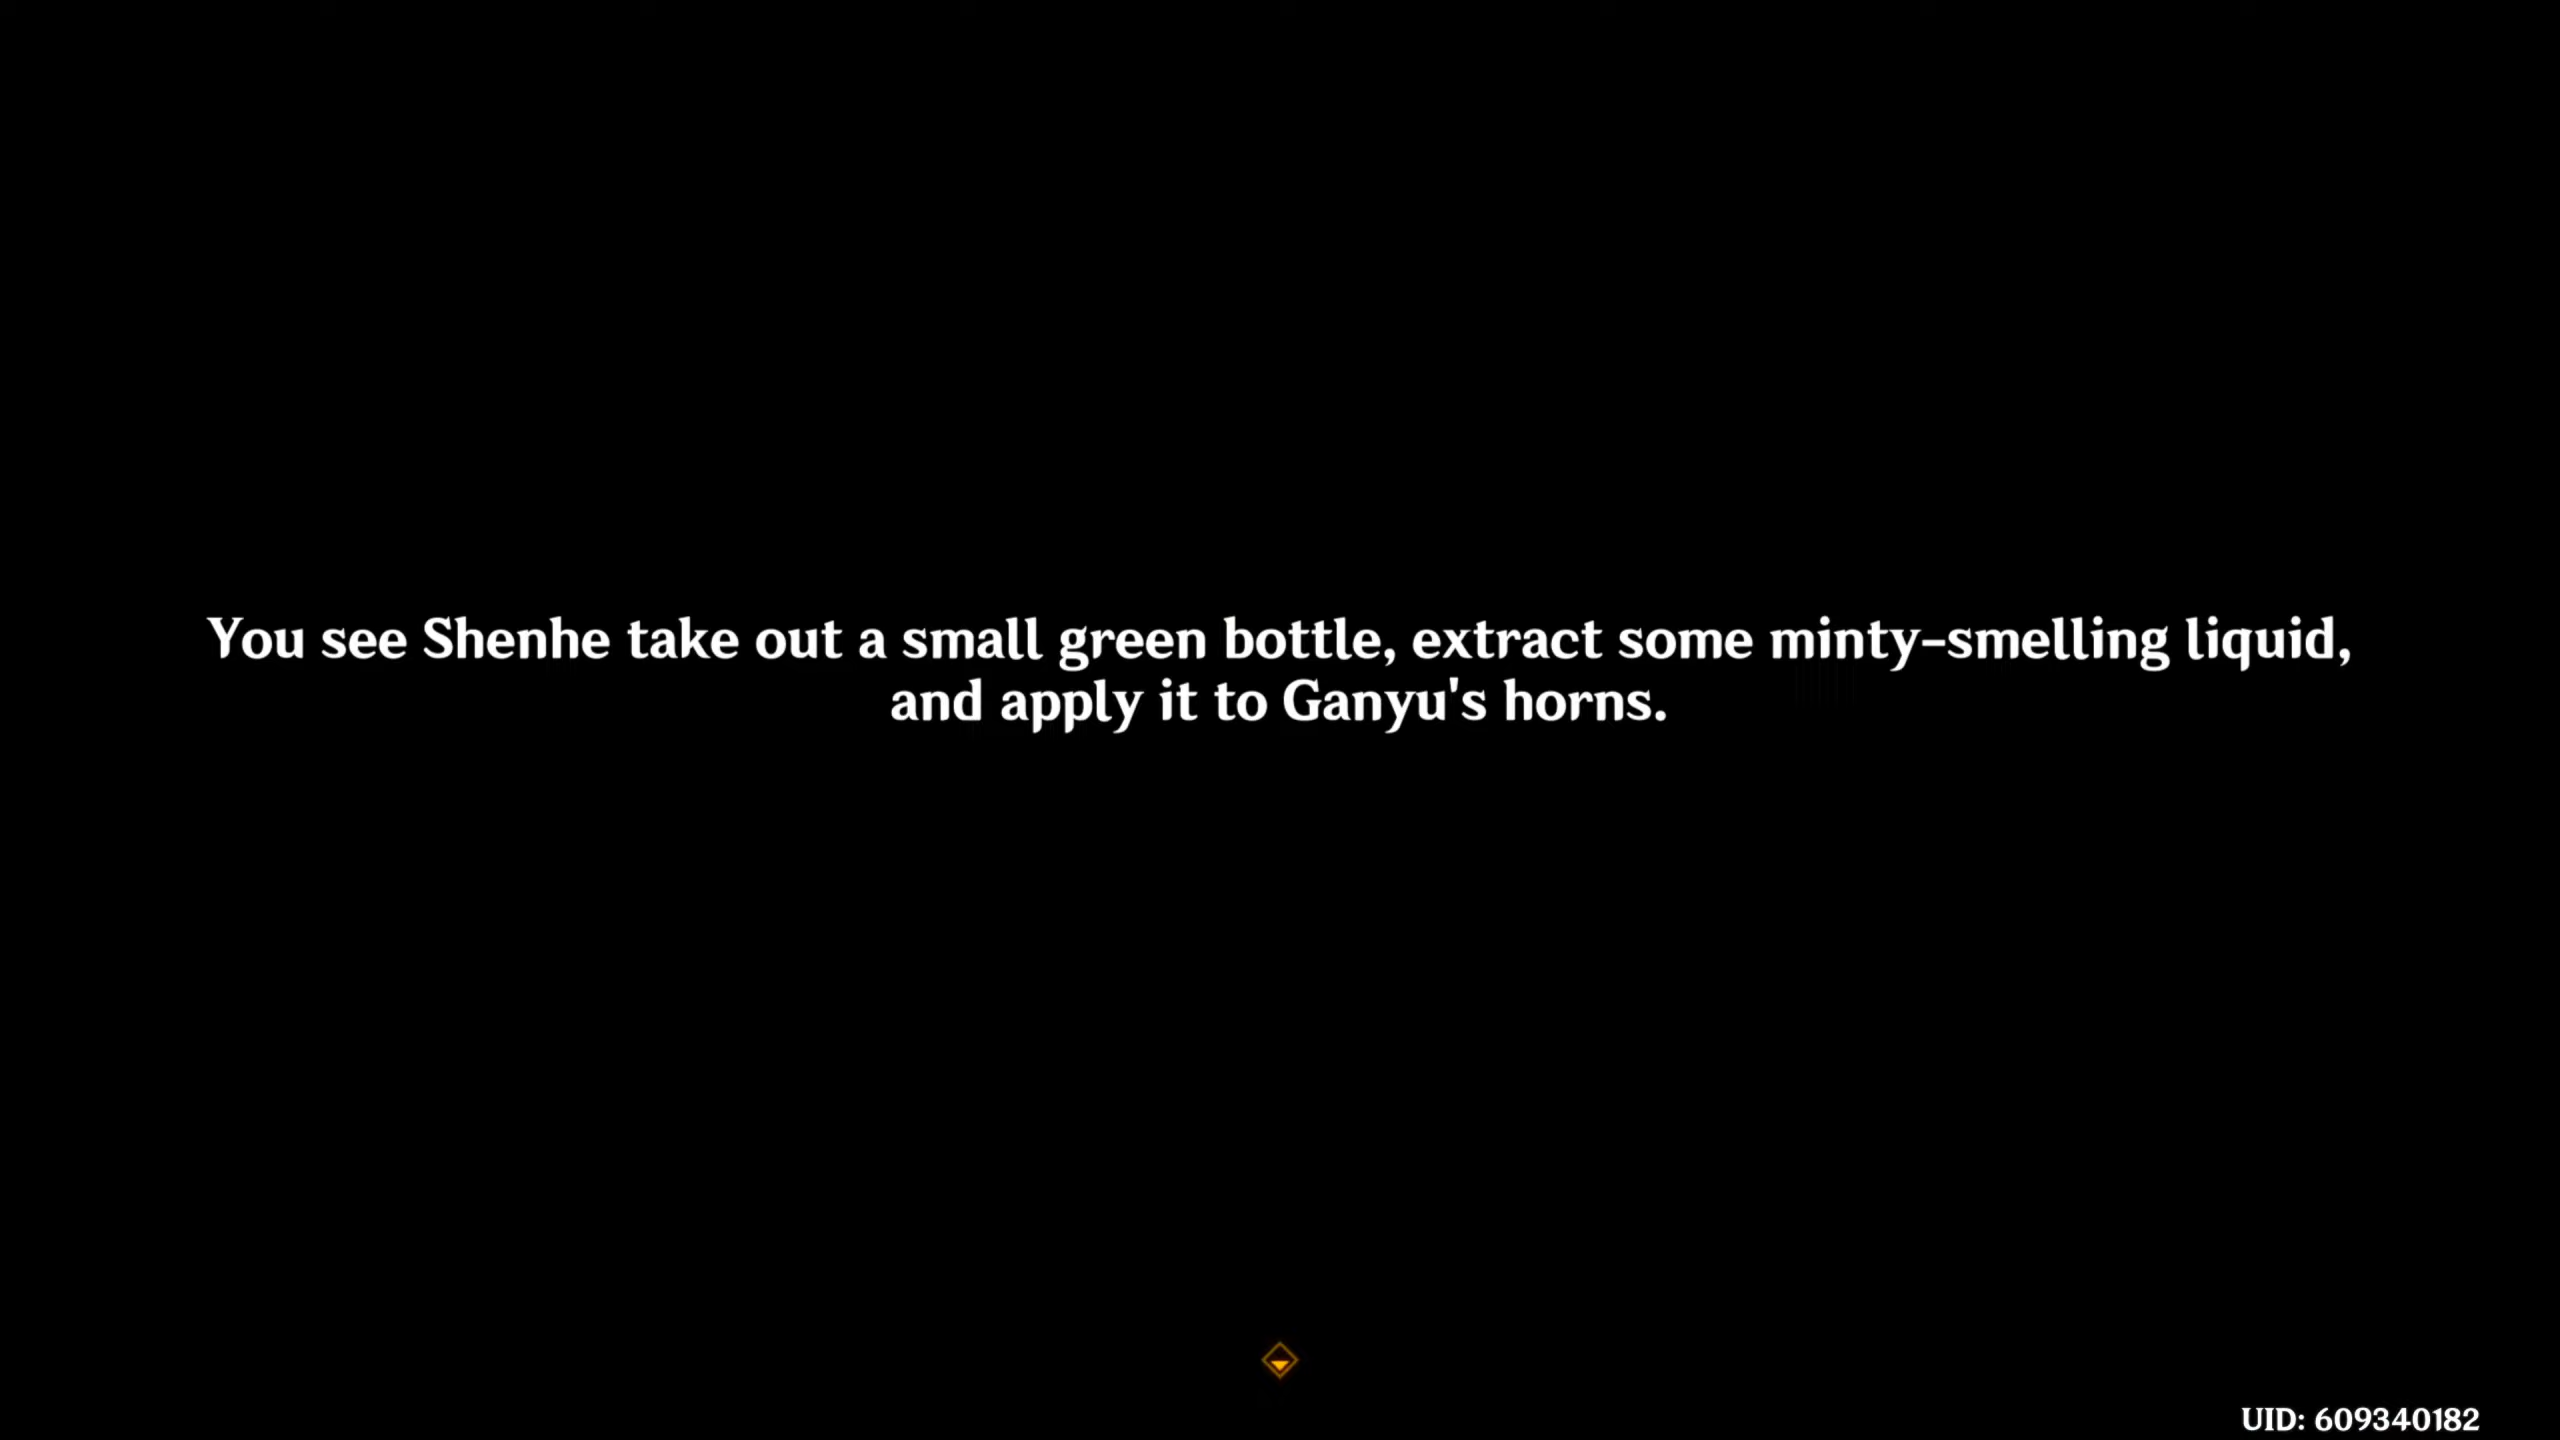 You see Shenhe take out a small green bottle, extract some minty-smelling liquid,
and apply it to Ganyu's horns.
UID: 609340182